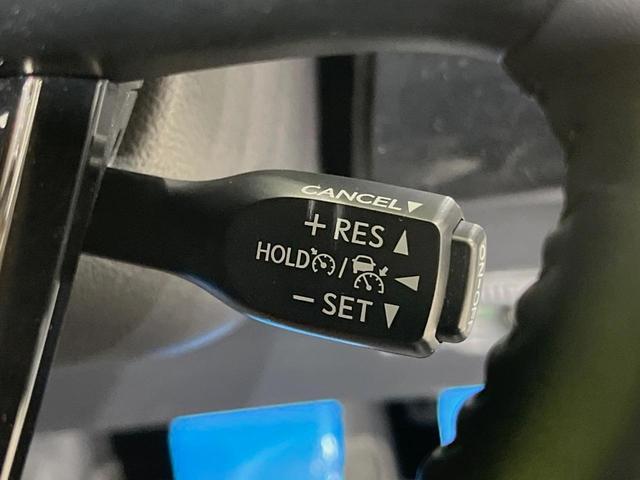 CANCEL▼
+ RES ▲
HOLD / ◀
− SET ▼
ON-OFF